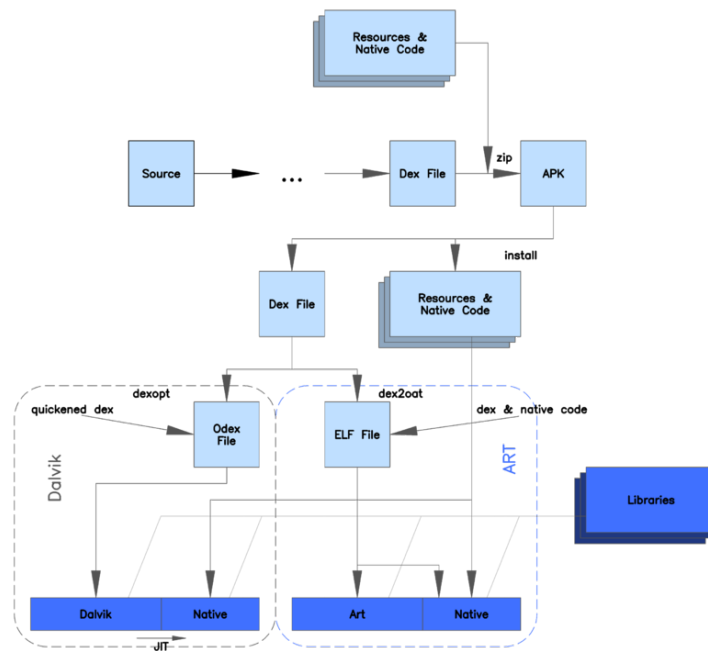 Resources &
Native Code
Source
...
Dex File
zip
APK
install
Dex File
Resources &
Native Code
dexopt
dex2oat
quickened dex
dex & native code
Odex
File
ELF File
Dalvik
ART
Libraries
Dalvik
Native
Art
Native
JIT